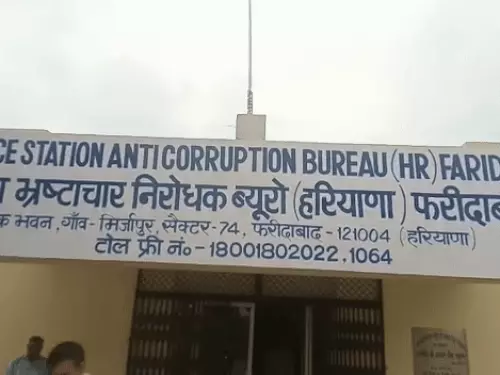 CE STATION ANTI CORRUPTION BUREAU (HR) FARID
भ्रष्टाचार निरोधक ब्यूरो (हरियाणा) फरीदाब
क भवन, गाँव- मिर्जापुर, सैक्टर-74, फरीदाबाद - 121004 (हरियाणा)
टोल फ्री नं०- 18001802022, 1064